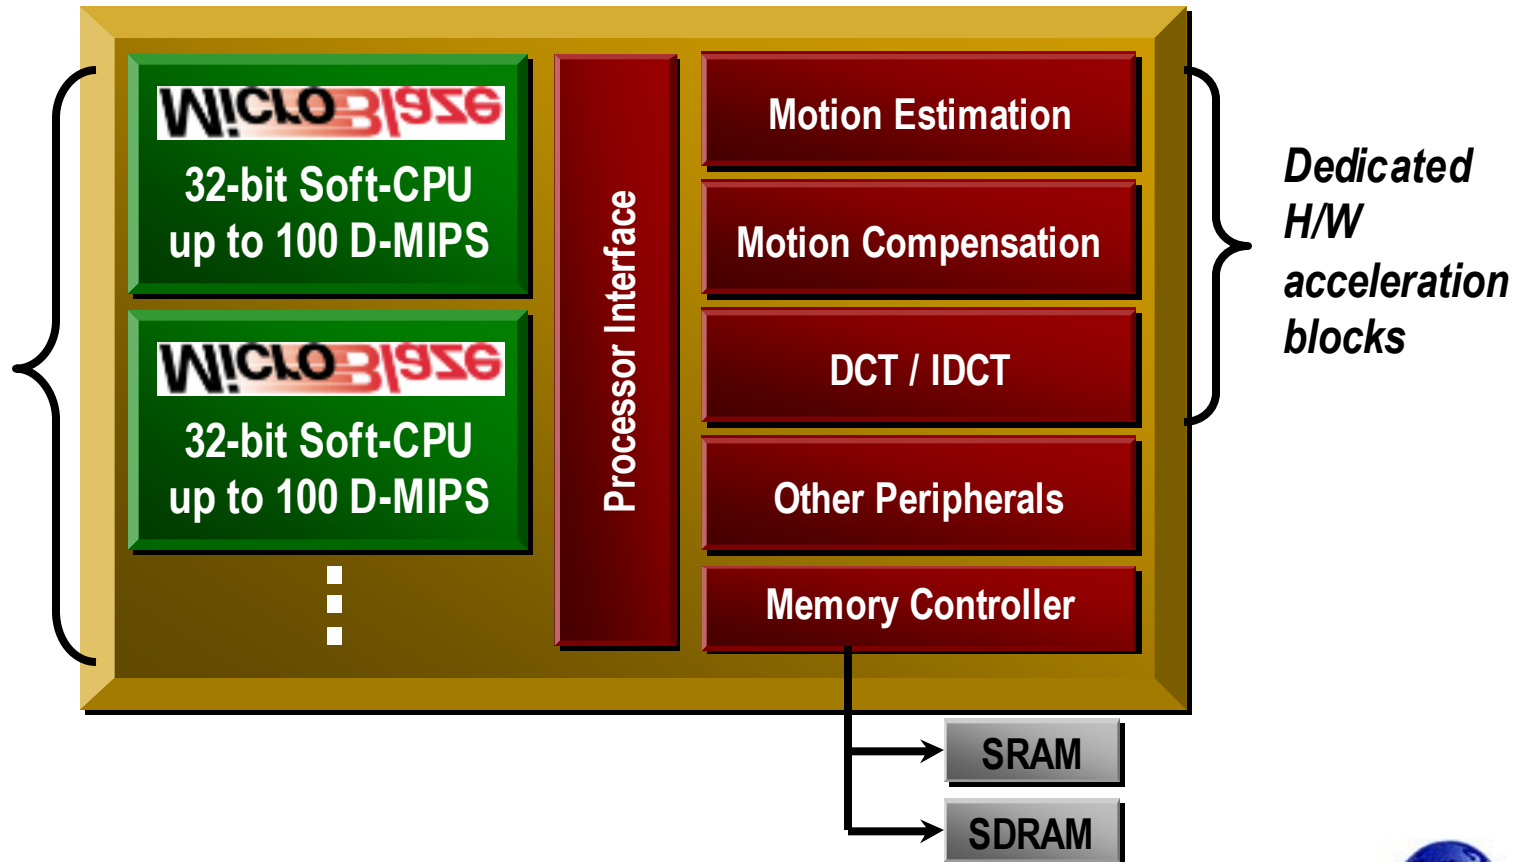 MicroBlaze
32-bit Soft-CPU
up to 100 D-MIPS
MicroBlaze
32-bit Soft-CPU
up to 100 D-MIPS
Processor Interface
Motion Estimation
Motion Compensation
DCT / IDCT
Other Peripherals
Memory Controller
Dedicated
H/W
acceleration
blocks
SRAM
SDRAM